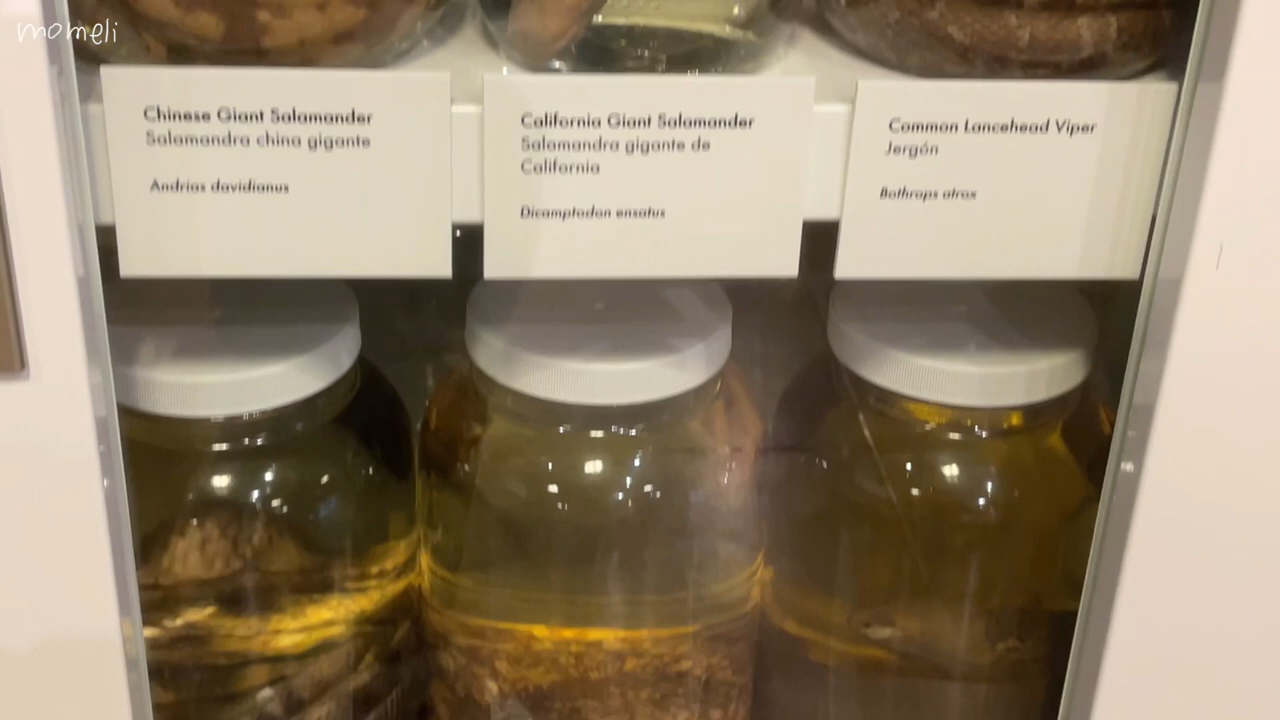 momeli
Chinese Giant Salamander
Salamandra china gigante
Andrias davidianus
California Giant Salamander
Salamandra gigante de
California
Dicamptodon ensatus
Common Lancehead Viper
Jergón
Bothrops atrox